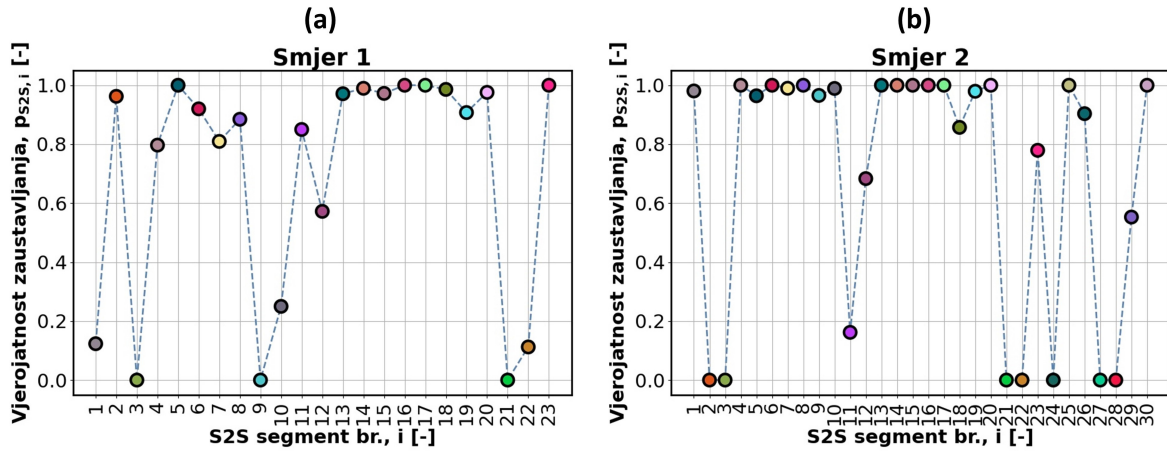 (a)
Smjer 1
Vjerojatnost zaustavljanja, pS2S, i [-]
1.0
0.8
0.6
0.4
0.2
0.0
1 2 3 4 5 6 7 8 9 10 11 12 13 14 15 16 17 18 19 20 21 22 23
S2S segment br., i [-]
(b)
Smjer 2
Vjerojatnost zaustavljanja, pS2S, i [-]
1.0
0.8
0.6
0.4
0.2
0.0
1 2 3 4 5 6 7 8 9 10 11 12 13 14 15 16 17 18 19 20 21 22 23 24 25 26 27 28 29 30
S2S segment br., i [-]